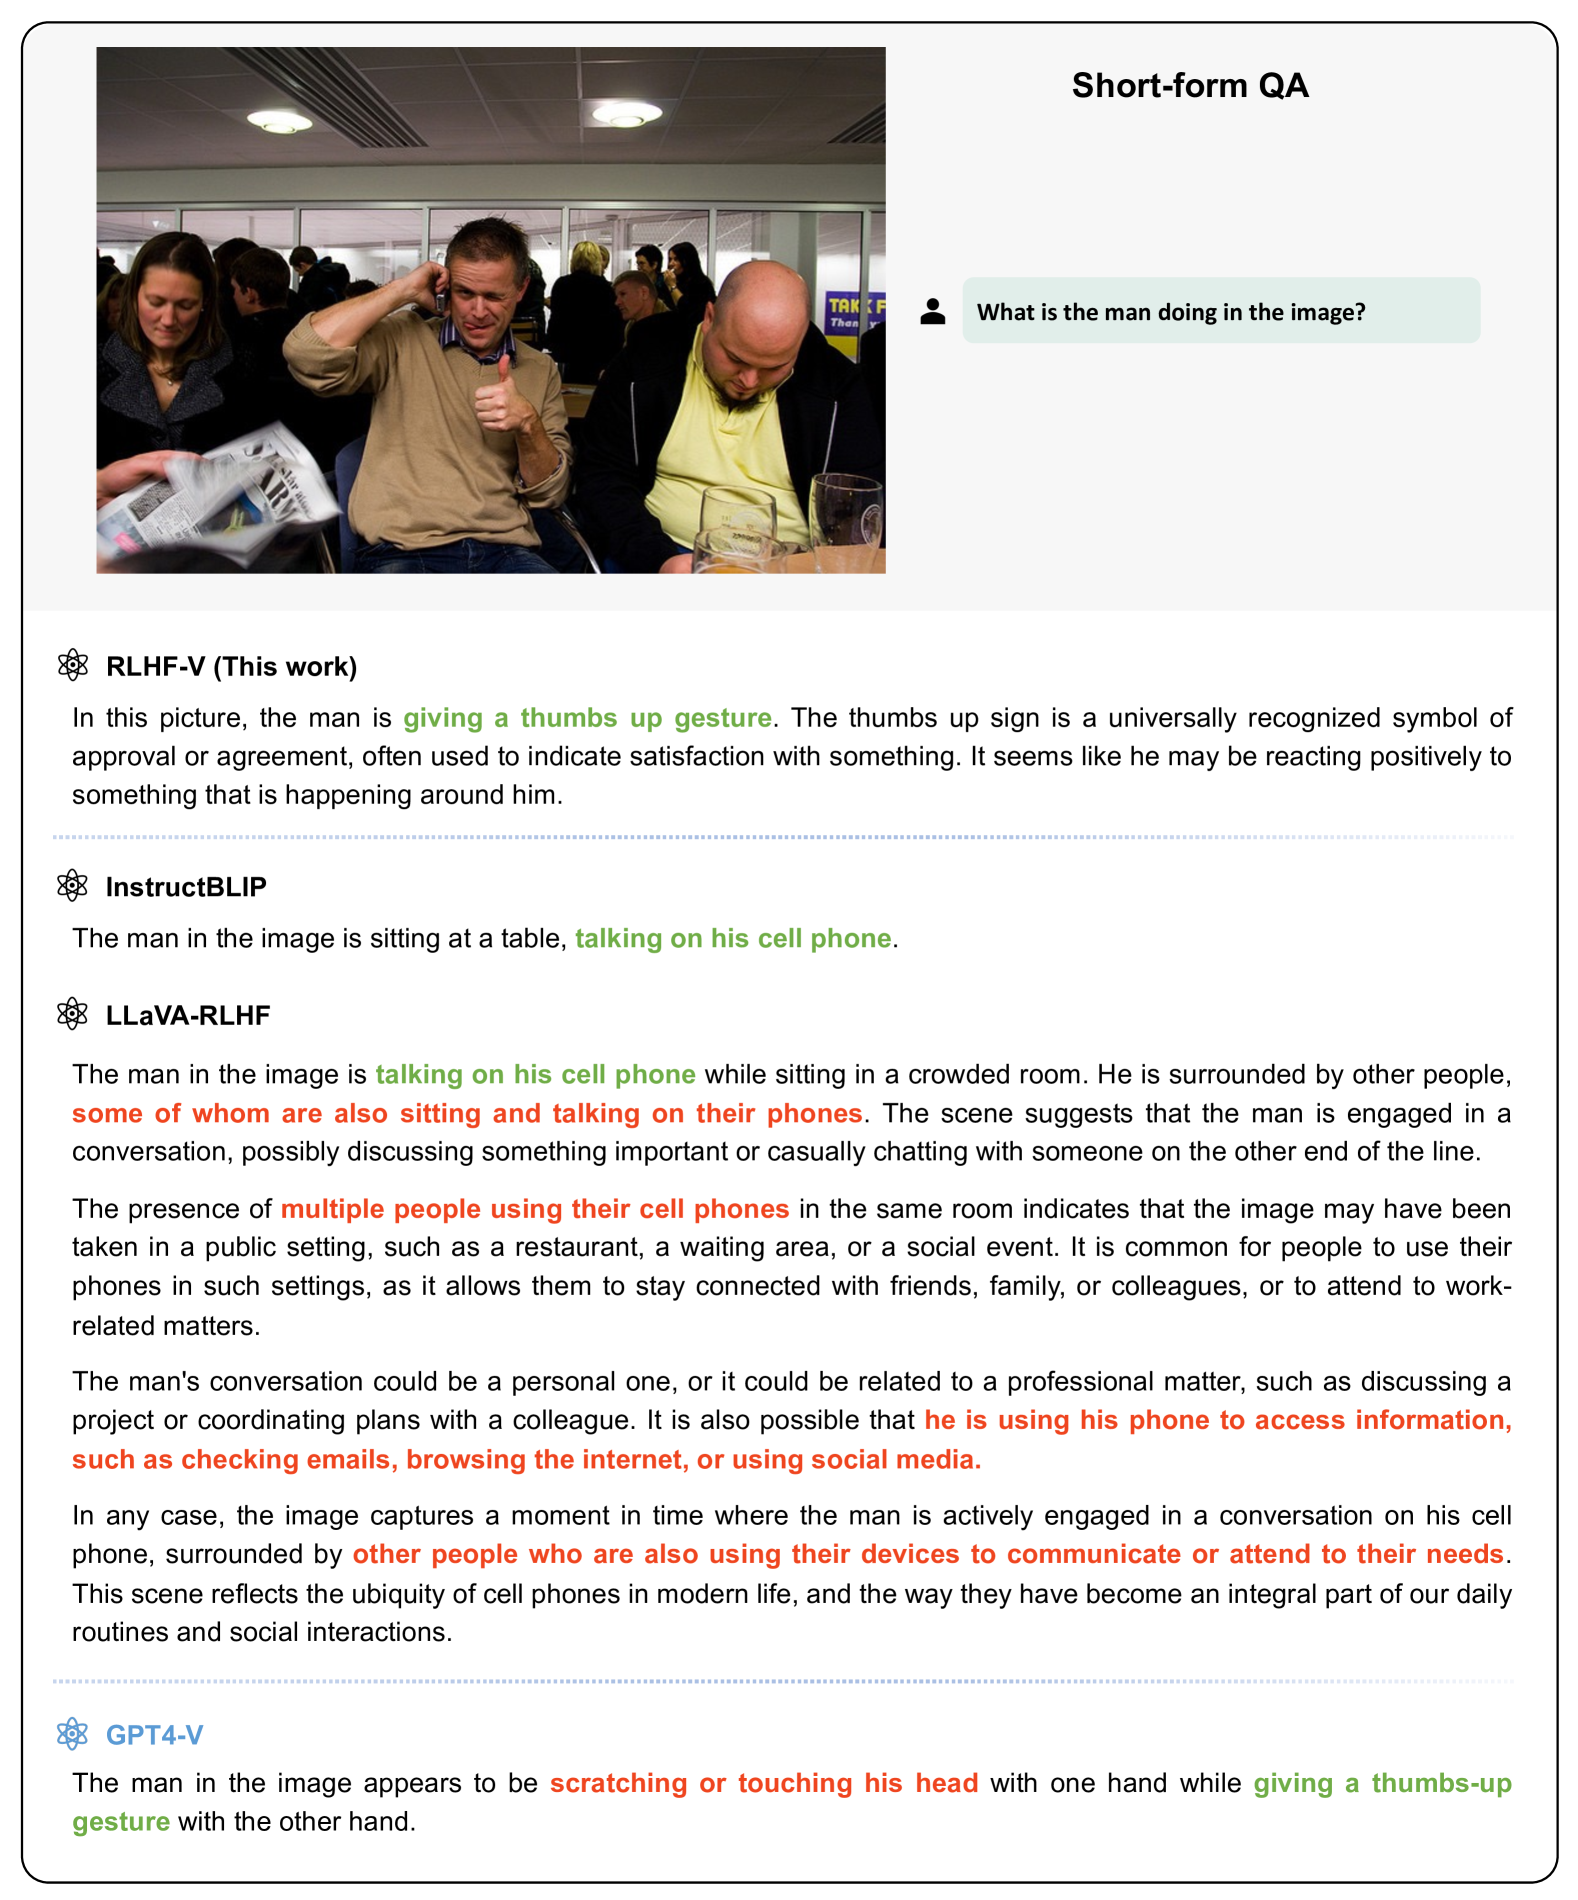 Short-form QA
TAKE F
Than
What is the man doing in the image?
RLHF-V (This work)
In this picture, the man is giving a thumbs up gesture. The thumbs up sign is a universally recognized symbol of
approval or agreement, often used to indicate satisfaction with something. It seems like he may be reacting positively to
something that is happening around him.
InstructBLIP
The man in the image is sitting at a table, talking on his cell phone.
LLaVA-RLHF
The man in the image is talking on his cell phone while sitting in a crowded room. He is surrounded by other people,
some of whom are also sitting and talking on their phones. The scene suggests that the man is engaged in a
conversation, possibly discussing something important or casually chatting with someone on the other end of the line.
The presence of multiple people using their cell phones in the same room indicates that the image may have been
taken in a public setting, such as a restaurant, a waiting area, or a social event. It is common for people to use their
phones in such settings, as it allows them to stay connected with friends, family, or colleagues, or to attend to work-
related matters.
The man's conversation could be a personal one, or it could be related to a professional matter, such as discussing a
project or coordinating plans with a colleague. It is also possible that he is using his phone to access information,
such as checking emails, browsing the internet, or using social media.
In any case, the image captures a moment in time where the man is actively engaged in a conversation on his cell
phone, surrounded by other people who are also using their devices to communicate or attend to their needs.
This scene reflects the ubiquity of cell phones in modern life, and the way they have become an integral part of our daily
routines and social interactions.
GPT4-V
The man in the image appears to be scratching or touching his head with one hand while giving a thumbs-up
gesture with the other hand.